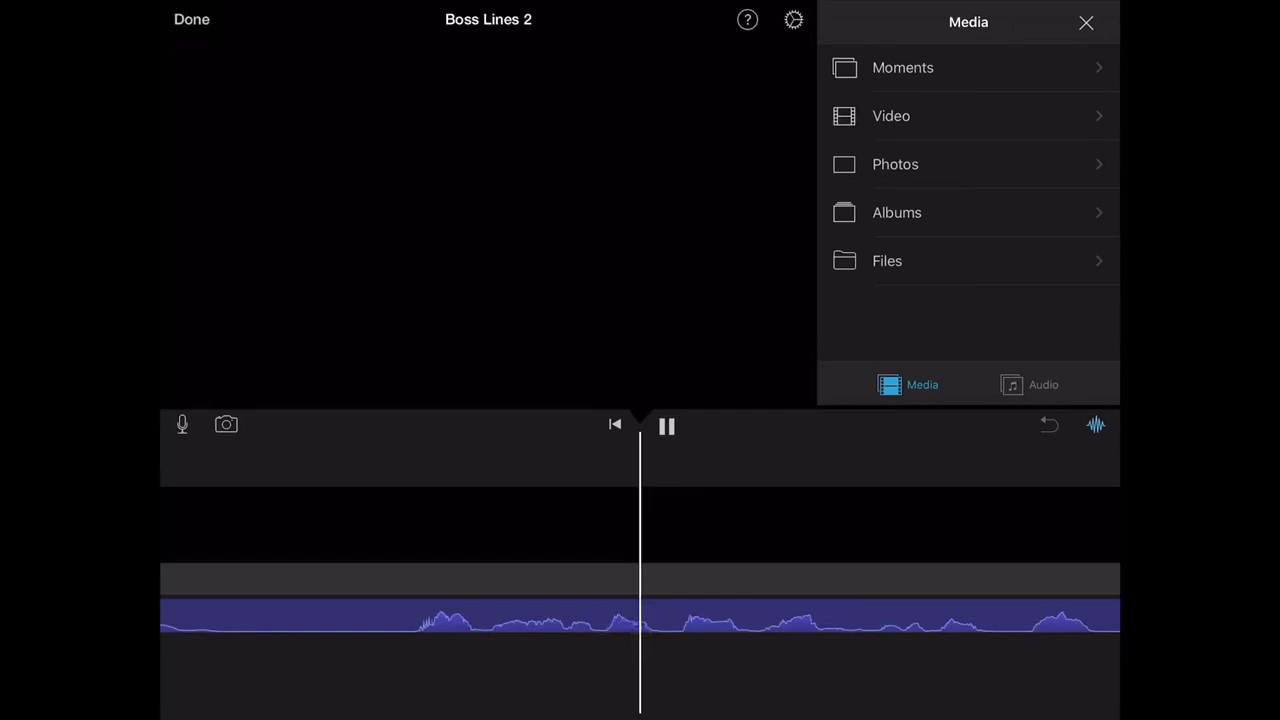 Done
Boss Lines 2
?
Media
Moments
Video
Photos
Albums
Files
Media
Audio